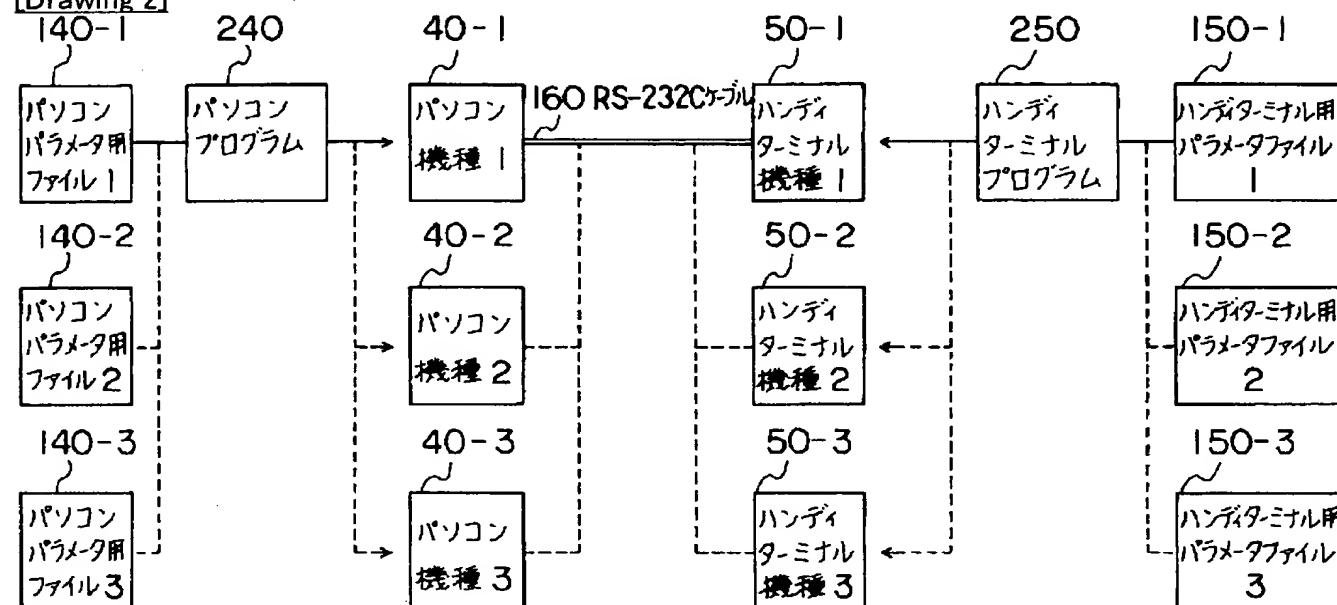 [Drawing 2]
140-1
240
40-1
50-1
250
150-1
パソコン
パラメータ用
ファイル1
パソコン
プログラム
パソコン
機種1
160 RS-232Cケーブル
ハンディ
ターミナル
機種1
ハンディ
ターミナル
プログラム
ハンディターミナル用
パラメータファイル
1
140-2
40-2
50-2
150-2
パソコン
パラメータ用
ファイル2
パソコン
機種2
ハンディ
ターミナル
機種2
ハンディターミナル用
パラメータファイル
2
140-3
40-3
50-3
150-3
パソコン
パラメータ用
ファイル3
パソコン
機種3
ハンディ
ターミナル
機種3
ハンディターミナル用
パラメータファイル
3